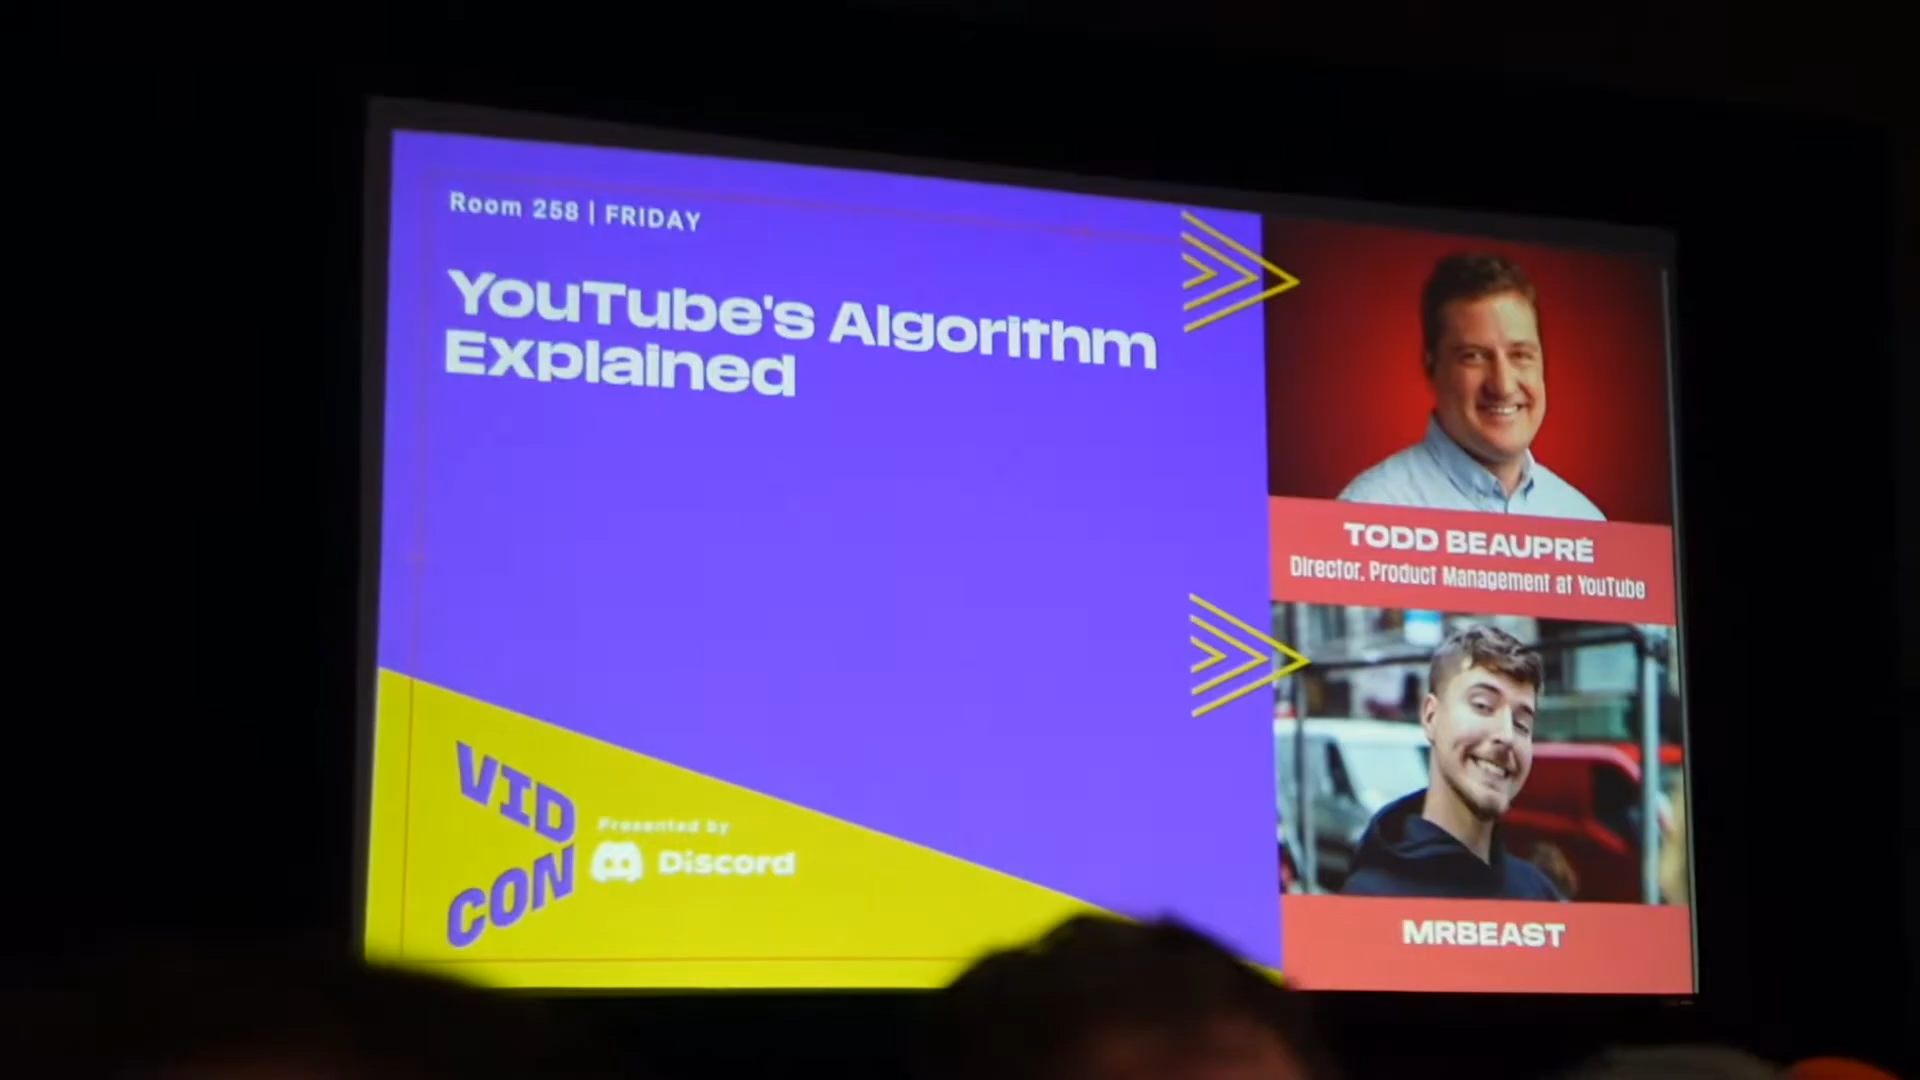 Room 258 | FRIDAY
YouTube's Algorithm
Explained
TODD BEAUPRÉ
Director, Product Management at YouTube
MRBEAST
VID
CON
Presented by
Discord